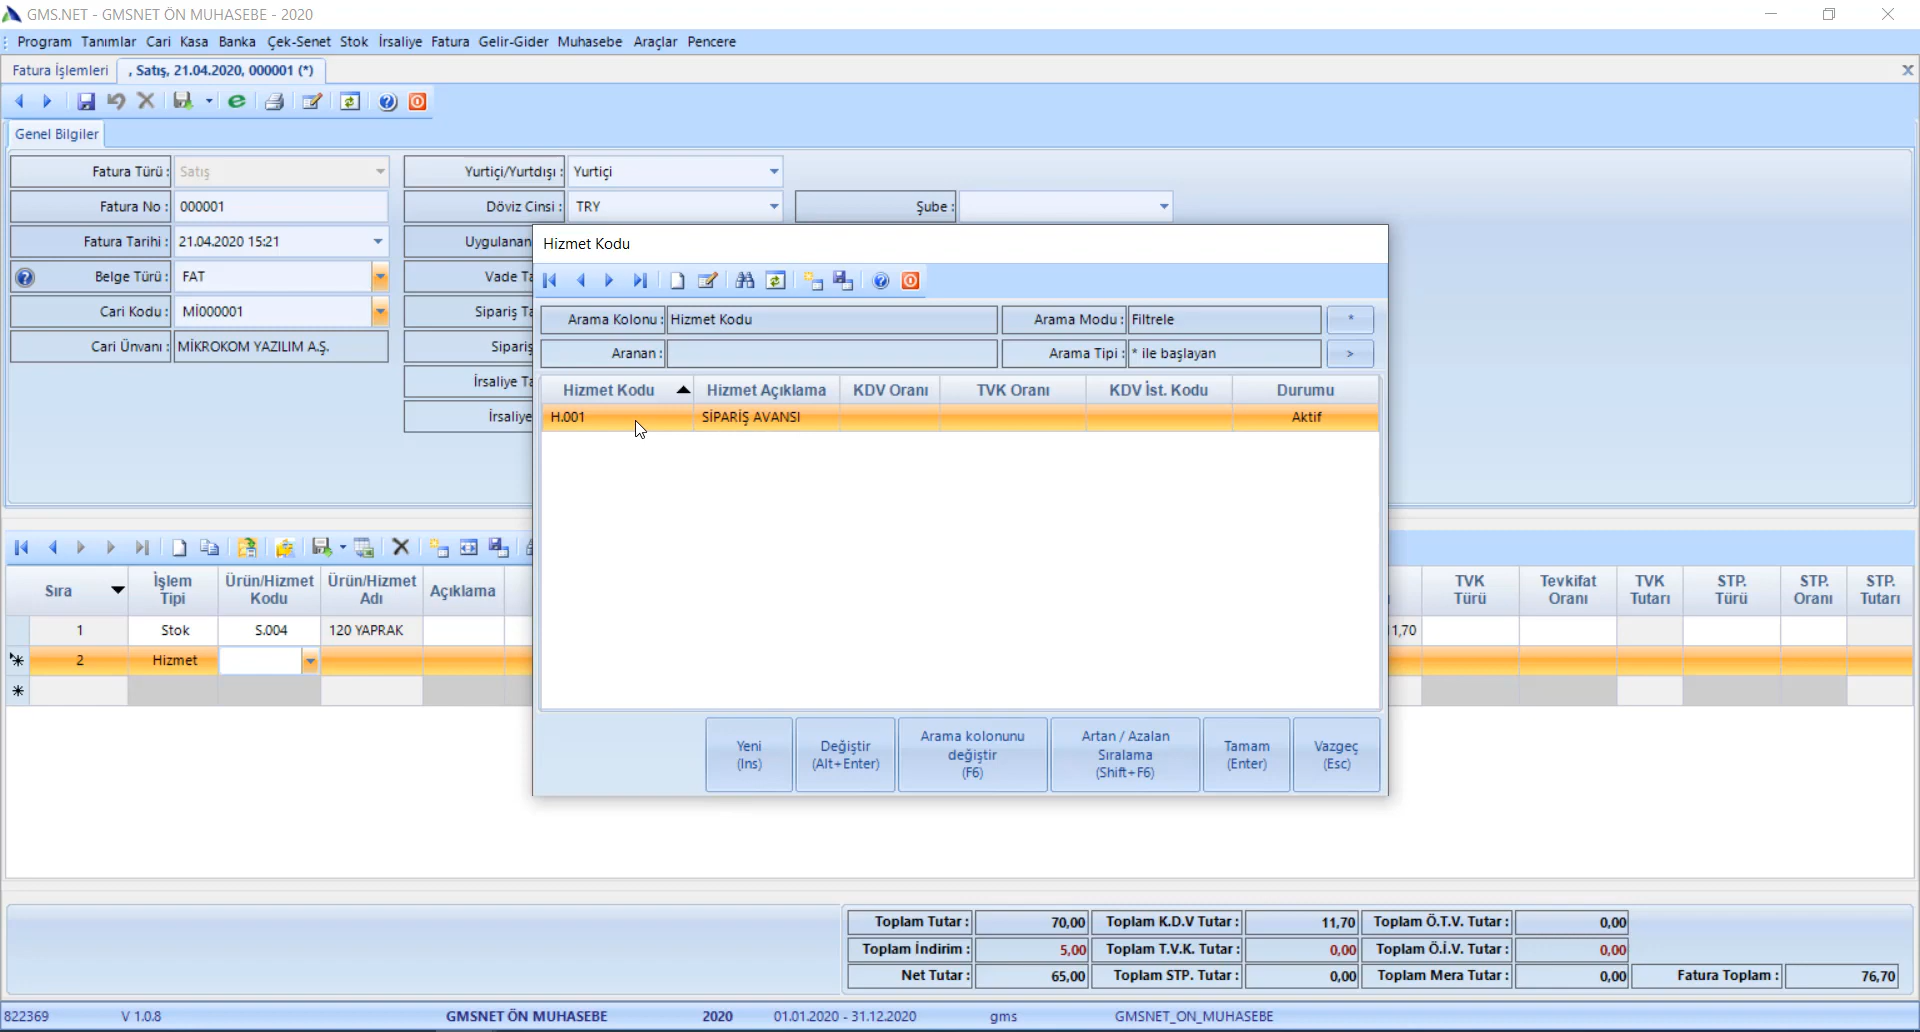 GMS.NET - GMSNET ÖN MUHASEBE - 2020
Program Tanımlar Cari Kasa Banka Çek-Senet Stok İrsaliye Fatura Gelir-Gider Muhasebe Araçlar Pencere
Fatura İşlemleri , Satış, 21.04.2020, 000001 (*)
Genel Bilgiler
Fatura Türü : Satış Yurtiçi/Yurtdışı : Yurtiçi
Fatura No : 000001 Döviz Cinsi : TRY Şube :
Fatura Tarihi : 21.04.2020 15:21 Uygulanan
Belge Türü : FAT Vade Ta
Cari Kodu : MİO00001 Sipariş Ta
Cari Ünvanı : MİKROKOM YAZILIM A.Ş. Sipariş
İrsaliye Ta
İrsaliye
Hizmet Kodu
Arama Kolonu : Hizmet Kodu Arama Modu : Filtrele *
Aranan : Arama Tipi : * ile başlayan >
Hizmet Kodu Hizmet Açıklama KDV Oranı TVK Oranı KDV İst. Kodu Durumu
H.001 SİPARİŞ AVANSI Aktif
Yeni (Ins) Değiştir (Alt+Enter) Arama kolonunu değiştir (F6) Artan / Azalan Sıralama (Shift+F6) Tamam (Enter) Vazgeç (Esc)
Sıra İşlem Tipi Ürün/Hizmet Kodu Ürün/Hizmet Adı Açıklama TVK Türü Tevkifat Oranı TVK Tutarı STP. Türü STP. Oranı STP. Tutarı
1 Stok S.004 120 YAPRAK 1,70
2 Hizmet
Toplam Tutar : 70,00 Toplam K.D.V Tutar : 11,70 Toplam Ö.T.V. Tutar : 0,00
Toplam İndirim : 5,00 Toplam T.V.K. Tutar : 0,00 Toplam Ö.İ.V. Tutar : 0,00
Net Tutar : 65,00 Toplam STP. Tutar : 0,00 Toplam Mera Tutar : 0,00 Fatura Toplam : 76,70
822369 V 1.0.8 GMSNET ÖN MUHASEBE 2020 01.01.2020 - 31.12.2020 gms GMSNET_ON_MUHASEBE